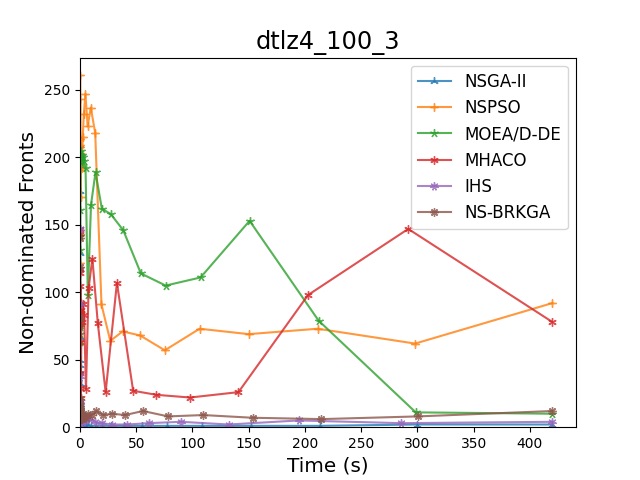 dtlz4_100_3
Non-dominated Fronts
250
200
150
100
50
0
0 50 100 150 200 250 300 350 400
Time (s)
NSGA-II
NSPSO
MOEA/D-DE
MHACO
IHS
NS-BRKGA